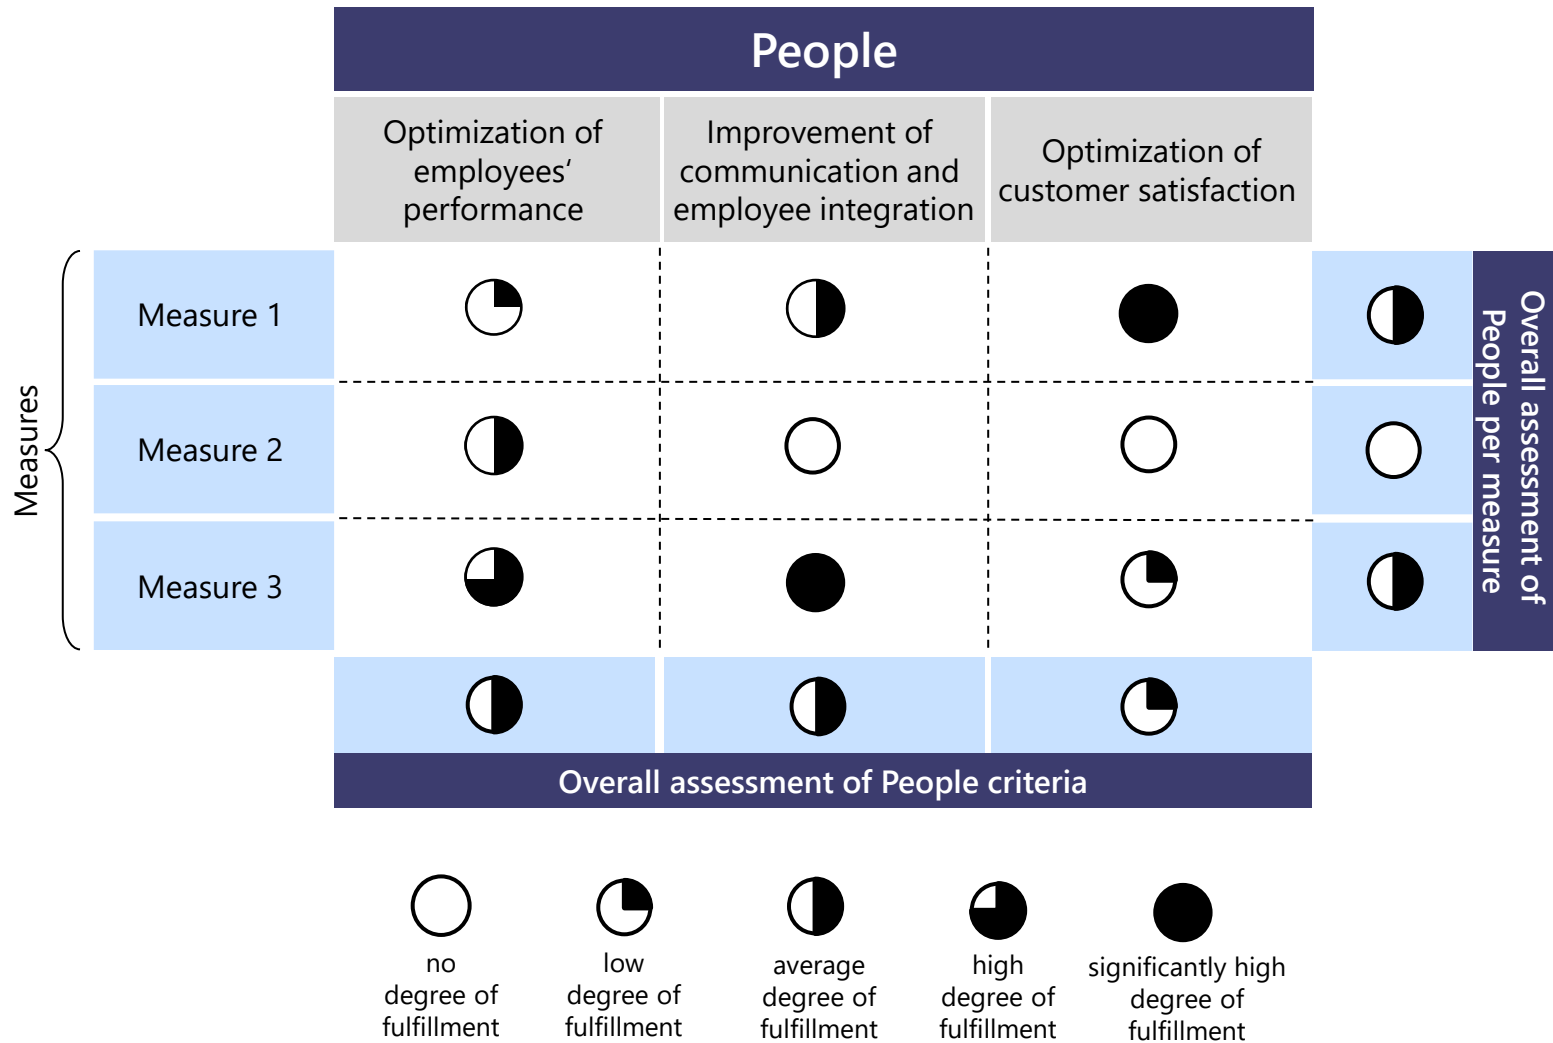 People
Optimization of
employees‘
performance
Improvement of
communication and
employee integration
Optimization of
customer satisfaction
Measures
Measure 1
Measure 2
Measure 3
Overall assessment of
People per measure
Overall assessment of People criteria
no
degree of
fulfillment
low
degree of
fulfillment
average
degree of
fulfillment
high
degree of
fulfillment
significantly high
degree of
fulfillment